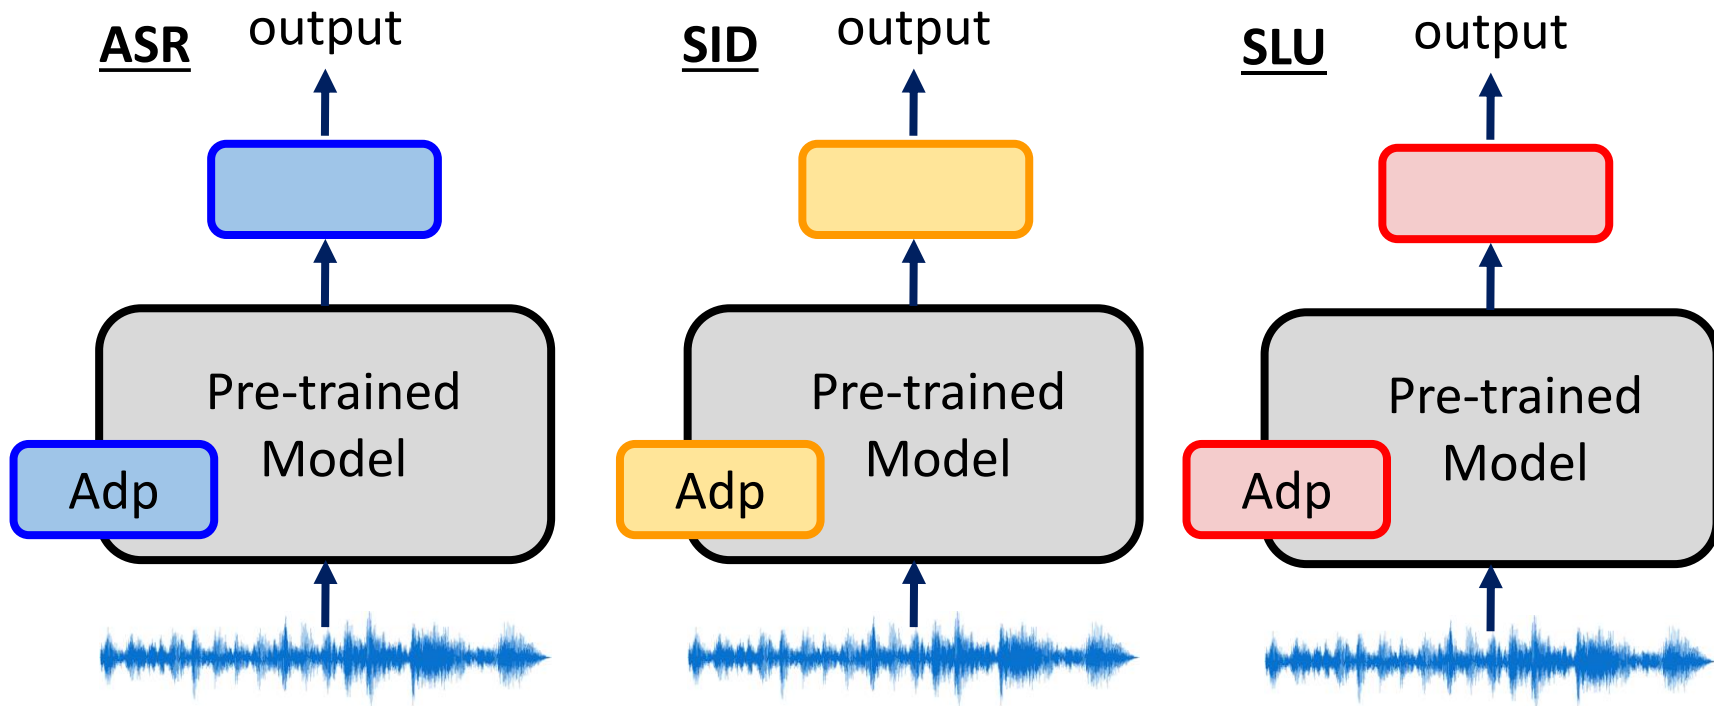 ASR
output
Pre-trained
Model
Adp
SID
output
Pre-trained
Model
Adp
SLU
output
Pre-trained
Model
Adp